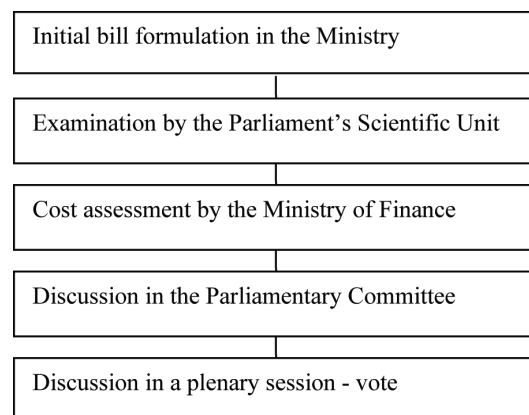 Initial bill formulation in the Ministry
Examination by the Parliament’s Scientific Unit
Cost assessment by the Ministry of Finance
Discussion in the Parliamentary Committee
Discussion in a plenary session - vote